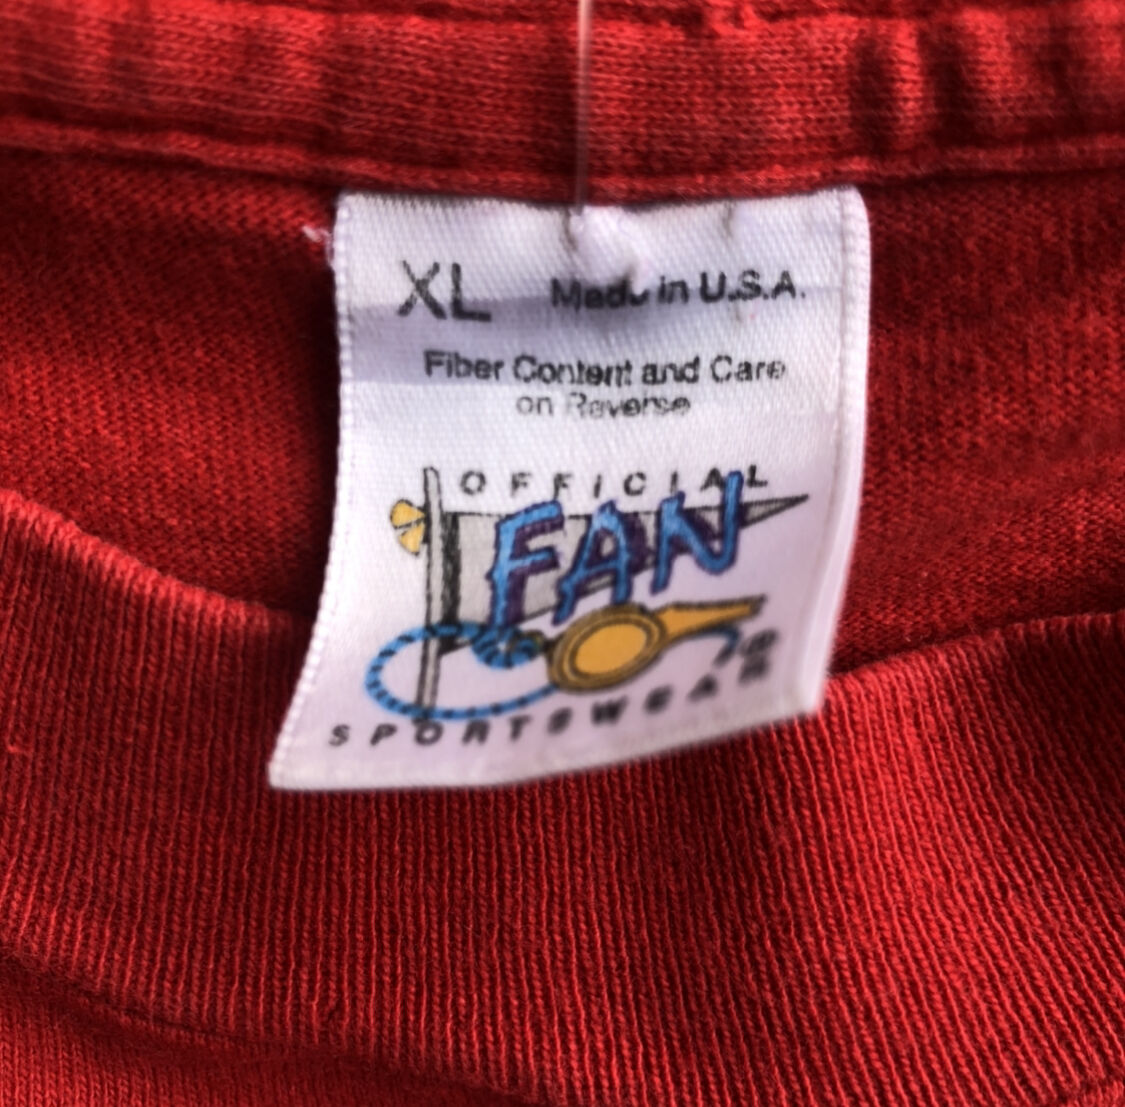 XL Made in U.S.A.
Fiber Content and Care
on Reverse
OFFICIAL
FAN
SPORTSWEAR